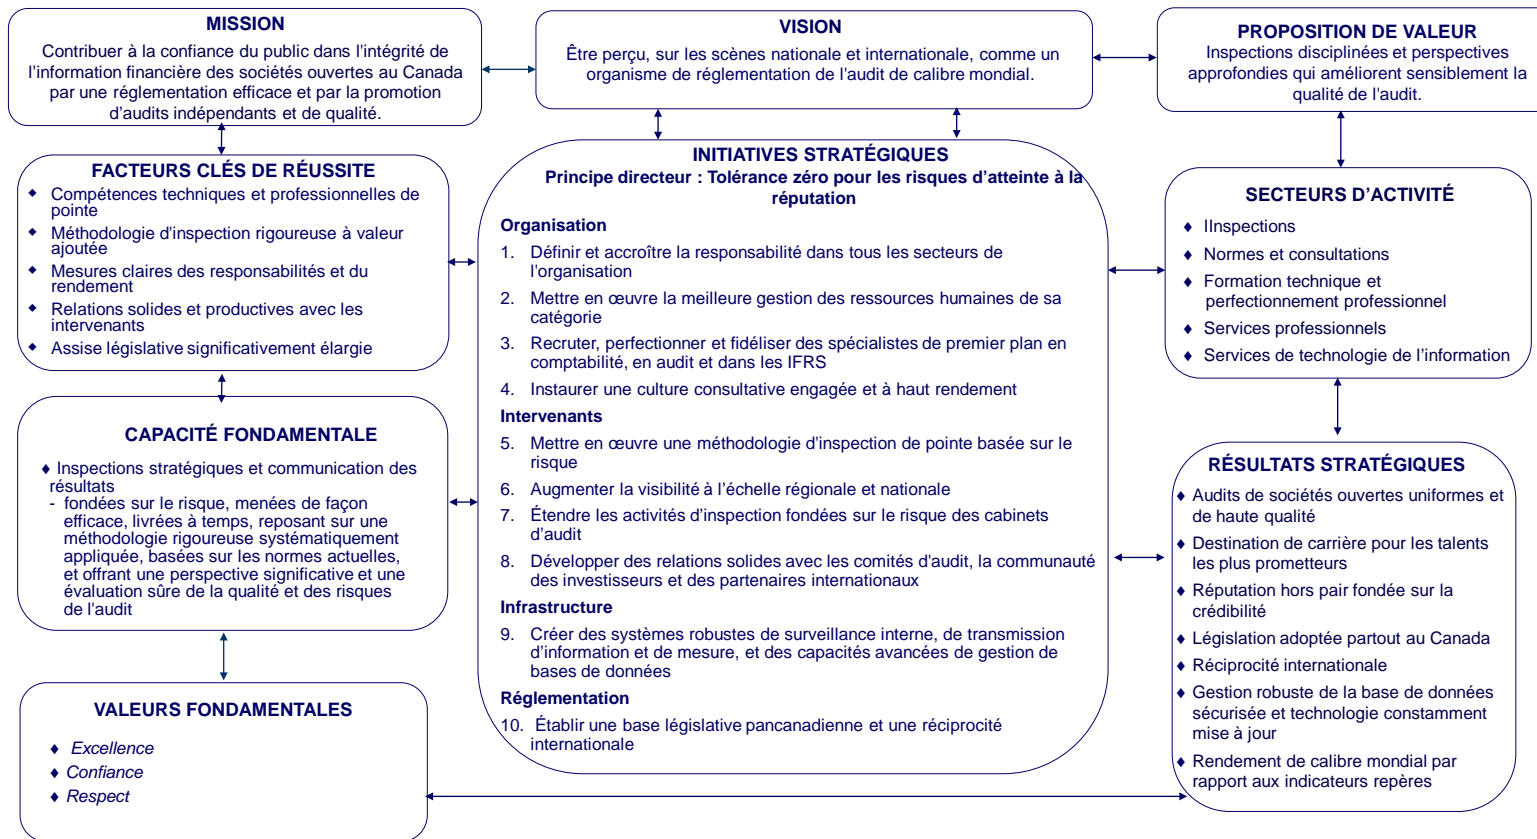 MISSION
Contribuer à la confiance du public dans l'intégrité de
l'information financière des sociétés ouvertes au Canada
par une réglementation efficace et par la promotion
d'audits indépendants et de qualité.
VISION
Être perçu, sur les scènes nationale et internationale, comme un
organisme de réglementation de l'audit de calibre mondial.
PROPOSITION DE VALEUR
Inspections disciplinées et perspectives
approfondies qui améliorent sensiblement la
qualité de l'audit.
FACTEURS CLÉS DE RÉUSSITE
◆ Compétences techniques et professionnelles de
pointe
◆ Méthodologie d'inspection rigoureuse à valeur
ajoutée
◆ Mesures claires des responsabilités et du
rendement
◆ Relations solides et productives avec les
intervenants
◆ Assise législative significativement élargie
CAPACITÉ FONDAMENTALE
♦ Inspections stratégiques et communication des
résultats
- fondées sur le risque, menées de façon
efficace, livrées à temps, reposant sur une
méthodologie rigoureuse systématiquement
appliquée, basées sur les normes actuelles,
et offrant une perspective significative et une
évaluation sûre de la qualité et des risques
de l'audit
VALEURS FONDAMENTALES
♦ Excellence
♦ Confiance
♦ Respect
INITIATIVES STRATÉGIQUES
Principe directeur : Tolérance zéro pour les risques d'atteinte à la
réputation
Organisation
1. Définir et accroître la responsabilité dans tous les secteurs de
l'organisation
2. Mettre en œuvre la meilleure gestion des ressources humaines de sa
catégorie
3. Recruter, perfectionner et fidéliser des spécialistes de premier plan en
comptabilité, en audit et dans les IFRS
4. Instaurer une culture consultative engagée et à haut rendement
Intervenants
5. Mettre en œuvre une méthodologie d'inspection de pointe basée sur le
risque
6. Augmenter la visibilité à l'échelle régionale et nationale
7. Étendre les activités d'inspection fondées sur le risque des cabinets
d'audit
8. Développer des relations solides avec les comités d'audit, la communauté
des investisseurs et des partenaires internationaux
Infrastructure
9. Créer des systèmes robustes de surveillance interne, de transmission
d'information et de mesure, et des capacités avancées de gestion de
bases de données
Réglementation
10. Établir une base législative pancanadienne et une réciprocité
internationale
SECTEURS D'ACTIVITÉ
♦ IInspections
♦ Normes et consultations
♦ Formation technique et
perfectionnement professionnel
♦ Services professionnels
♦ Services de technologie de l'information
RÉSULTATS STRATÉGIQUES
♦ Audits de sociétés ouvertes uniformes et
de haute qualité
♦ Destination de carrière pour les talents
les plus prometteurs
♦ Réputation hors pair fondée sur la
crédibilité
♦ Législation adoptée partout au Canada
♦ Réciprocité internationale
♦ Gestion robuste de la base de données
sécurisée et technologie constamment
mise à jour
♦ Rendement de calibre mondial par
rapport aux indicateurs repères